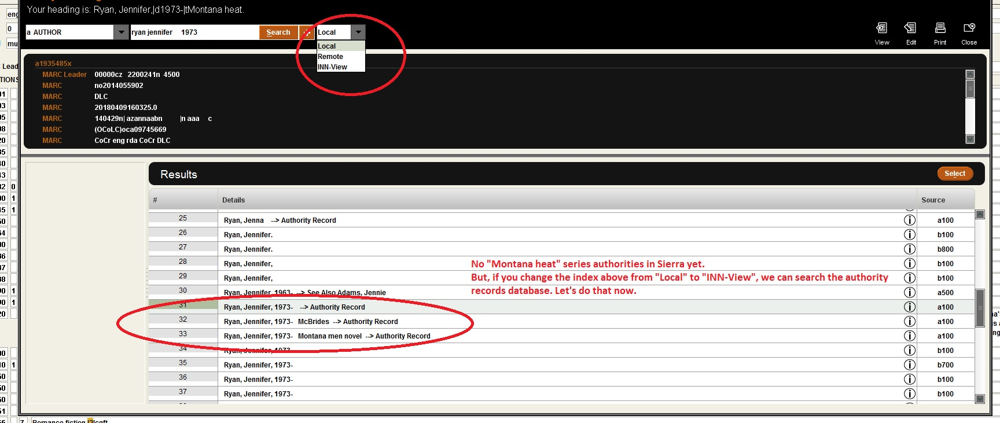 Your heading is: Ryan, Jennifer,|d1973-|tMontana heat.
a AUTHOR
ryan jennifer 1973
Search
Local
Local
Remote
INN-View
View
Edit
Print
Close
a1935485x
MARC Leader 00000cz 2200241n 4500
MARC no2014055902
MARC DLC
MARC 20180409160325.0
MARC 140429n| azannaabn |n aaa c
MARC (OCoLC)oca09745669
MARC CoCr eng rda CoCr DLC
Results
Select
# Details Source
25 Ryan, Jenna --> Authority Record a100
26 Ryan, Jennifer. b100
27 Ryan, Jennifer. b800
28 Ryan, Jennifer, b100
29 Ryan, Jennifer, b100
30 Ryan, Jennifer, 1963- --> See Also Adams, Jennie a500
31 Ryan, Jennifer, 1973- --> Authority Record a100
32 Ryan, Jennifer, 1973- McBrides --> Authority Record a100
33 Ryan, Jennifer, 1973- Montana men novel --> Authority Record a100
34 Ryan, Jennifer, 1973- b100
35 Ryan, Jennifer, 1973- b700
36 Ryan, Jennifer, 1973- b100
37 Ryan, Jennifer, 1973- b100
No "Montana heat" series authorities in Sierra yet.
But, if you change the index above from "Local" to "INN-View", we can search the authority
records database. Let's do that now.
eng
0
mu
Lead
TIONS
7 Romance fiction |2lcgft